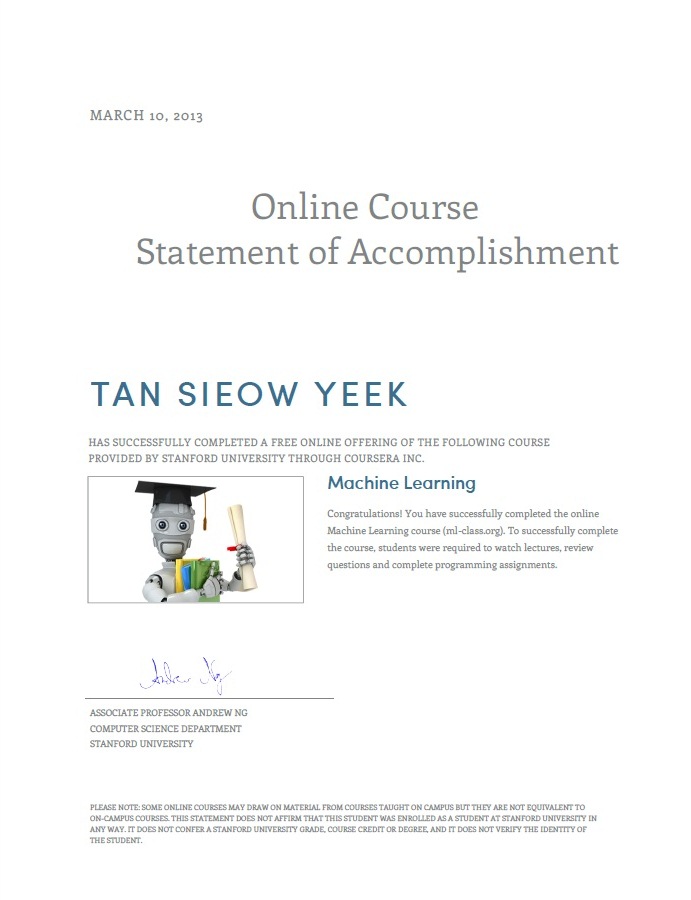 MARCH 10, 2013
Online Course
Statement of Accomplishment
TAN SIEOW YEEK
HAS SUCCESSFULLY COMPLETED A FREE ONLINE OFFERING OF THE FOLLOWING COURSE
PROVIDED BY STANFORD UNIVERSITY THROUGH COURSERA INC.
Machine Learning
Congratulations! You have successfully completed the online
Machine Learning course (ml-class.org). To successfully complete
the course, students were required to watch lectures, review
questions and complete programming assignments.
Andrew Ng
ASSOCIATE PROFESSOR ANDREW NG
COMPUTER SCIENCE DEPARTMENT
STANFORD UNIVERSITY
PLEASE NOTE: SOME ONLINE COURSES MAY DRAW ON MATERIAL FROM COURSES TAUGHT ON CAMPUS BUT THEY ARE NOT EQUIVALENT TO
ON-CAMPUS COURSES. THIS STATEMENT DOES NOT AFFIRM THAT THIS STUDENT WAS ENROLLED AS A STUDENT AT STANFORD UNIVERSITY IN
ANY WAY. IT DOES NOT CONFER A STANFORD UNIVERSITY GRADE, COURSE CREDIT OR DEGREE, AND IT DOES NOT VERIFY THE IDENTITY OF
THE STUDENT.